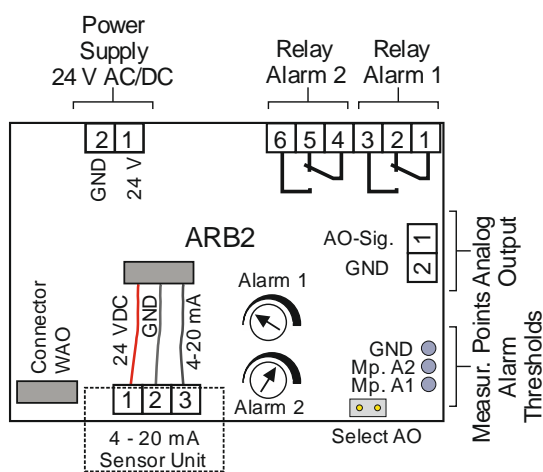 Power
Supply
24 V AC/DC
Relay
Alarm 2
Relay
Alarm 1
2 1
6 5 4 3 2 1
GND
24 V
ARB2
AO-Sig. 1
GND 2
Analog
Output
Alarm 1
24 VDC
GND
4-20 mA
Connector
WAO
Alarm 2
GND
Mp. A2
Mp. A1
Measur. Points
Alarm
Thresholds
1 2 3
Select AO
4 - 20 mA
Sensor Unit